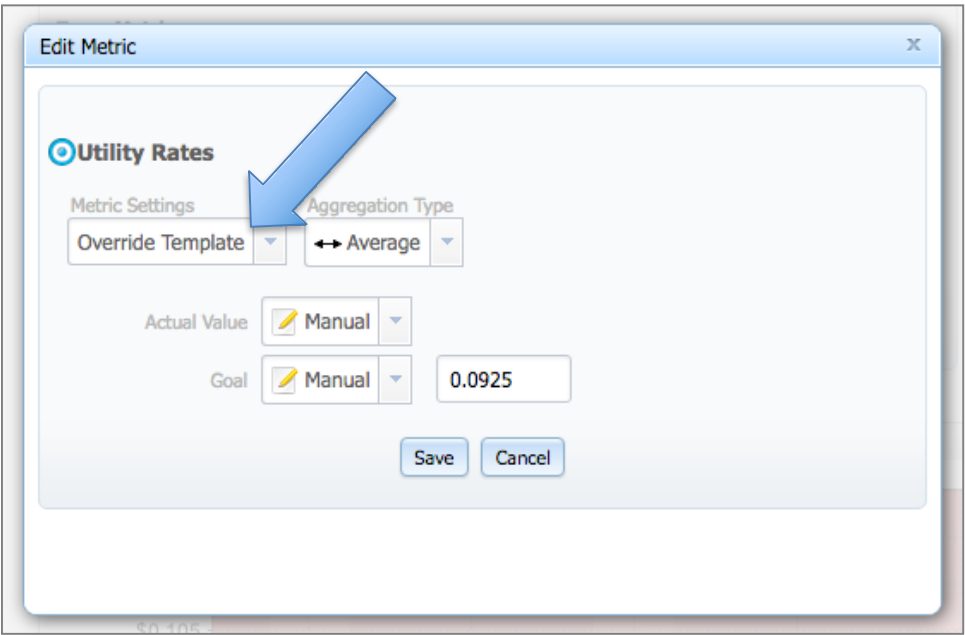 Edit Metric x
Utility Rates
Metric Settings Aggregation Type
Override Template Average
Actual Value Manual
Goal Manual 0.0925
Save Cancel
$0.105